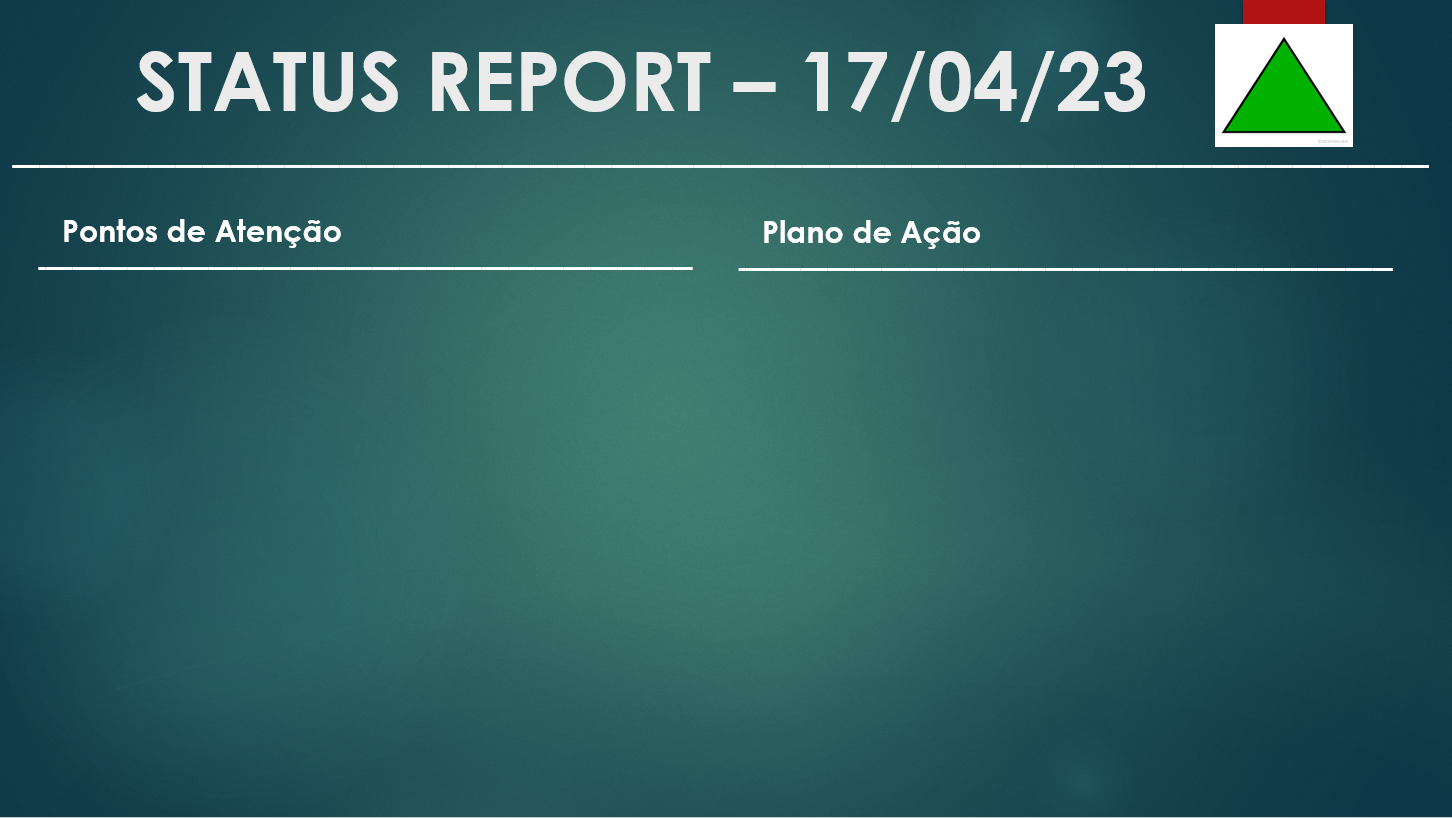 STATUS REPORT – 17/04/23
Pontos de Atenção
Plano de Ação